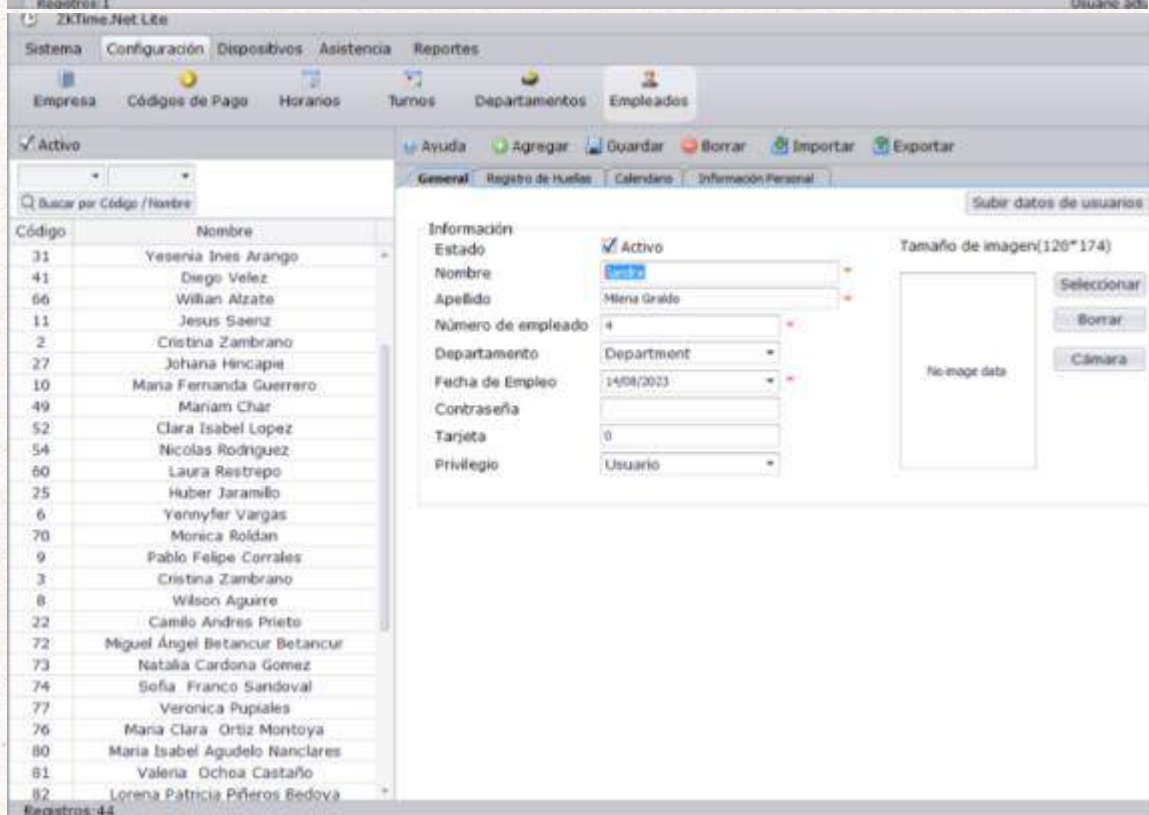 Registros:1 Usuario
ZKTime.Net Lite
Sistema Configuración Dispositivos Asistencia Reportes
Empresa Códigos de Pago Horarios Turnos Departamentos Empleados
Activo
Ayuda Agregar Guardar Borrar Importar Exportar
General Registro de Huellas Calendario Información Personal
Buscar por Código /Nombre
Subir datos de usuarios
Código Nombre
31 Yesenia Ines Arango
41 Diego Velez
66 Willian Alzate
11 Jesus Saenz
2 Cristina Zambrano
27 Johana Hincapie
10 Maria Fernanda Guerrero
49 Mariam Char
52 Clara Isabel Lopez
54 Nicolas Rodriguez
60 Laura Restrepo
25 Huber Jaramillo
6 Yennyfer Vargas
70 Monica Roldan
9 Pablo Felipe Corrales
3 Cristina Zambrano
8 Wilson Aguirre
22 Camilo Andres Prieto
72 Miguel Ángel Betancur Betancur
73 Natalia Cardona Gomez
74 Sofia Franco Sandoval
77 Veronica Pupiales
76 Maria Clara Ortiz Montoya
80 Maria Isabel Agudelo Nanclares
81 Valeria Ochoa Castaño
82 Lorena Patricia Piñeros Bedoya
Registros:44
Información
Estado Activo
Nombre Sandra *
Apellido Milena Giraldo *
Número de empleado 4 *
Departamento Department
Fecha de Empleo 14/08/2023 *
Contraseña
Tarjeta 0
Privilegio Usuario
Tamaño de imagen(120*174)
No image data
Seleccionar
Borrar
Cámara